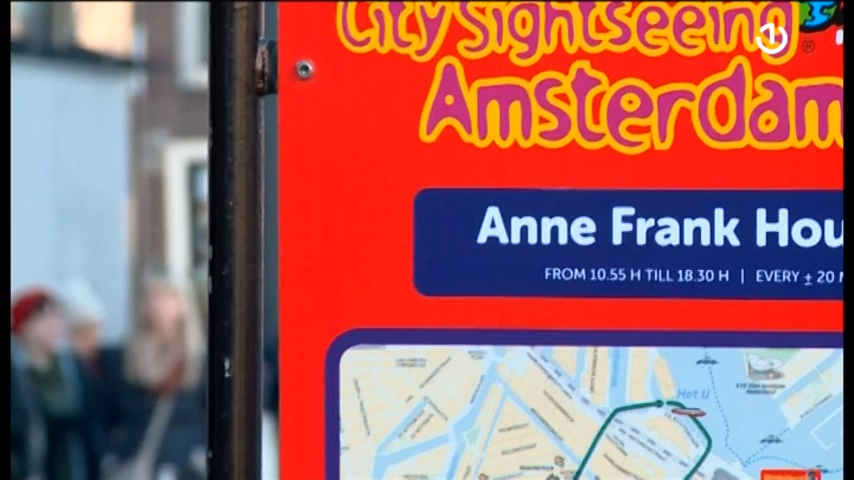 City Sightseeing
Amsterdam
Anne Frank Hou
FROM 10.55 H TILL 18.30 H | EVERY ± 20 M
Het IJ